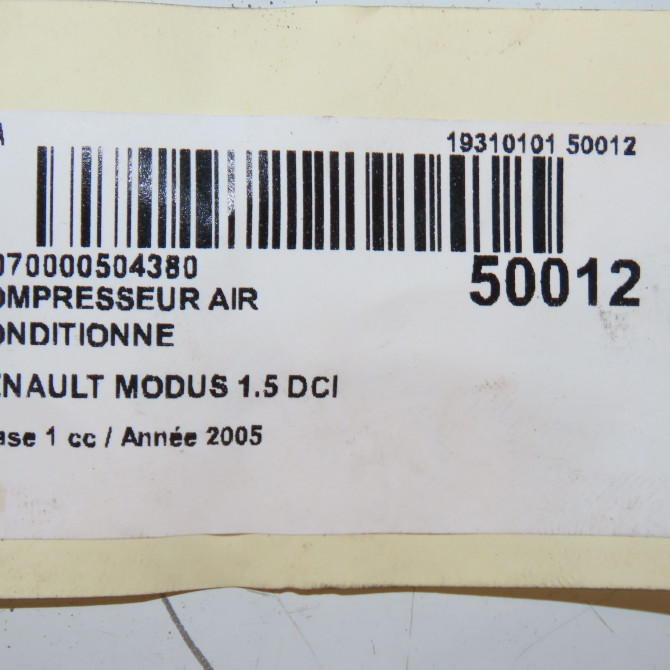 A
19310101 50012
070000504380
50012
OMPRESSEUR AIR
ONDITIONNE
ENAULT MODUS 1.5 DCI
ase 1 cc / Année 2005